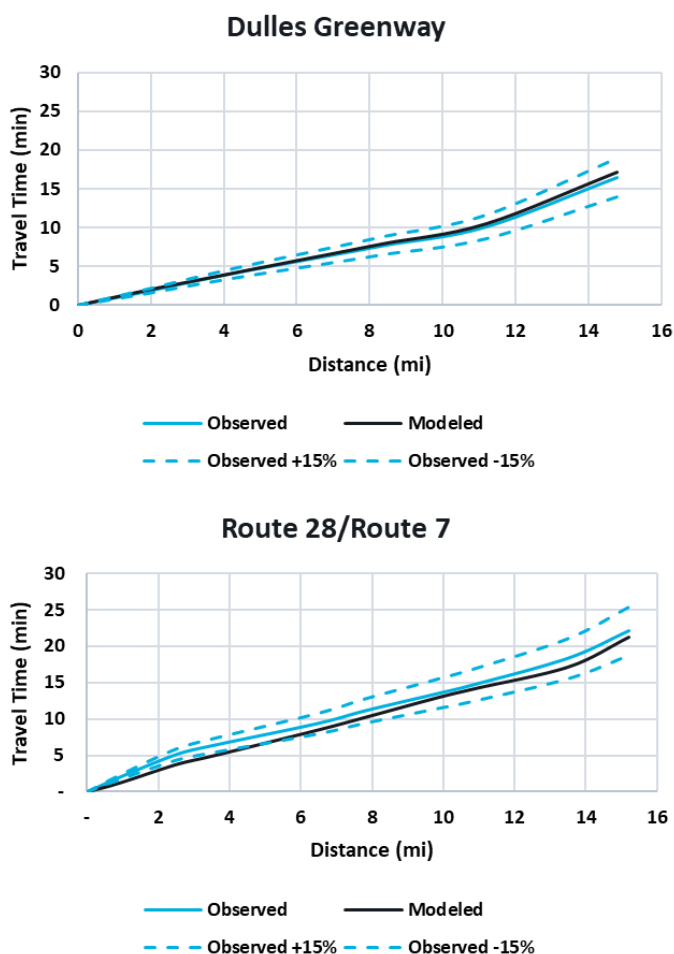 Dulles Greenway
30
25
20
15
10
5
0
Travel Time (min)
0 2 4 6 8 10 12 14 16
Distance (mi)
Observed Modeled
Observed +15% Observed -15%
Route 28/Route 7
30
25
20
15
10
5
-
Travel Time (min)
- 2 4 6 8 10 12 14 16
Distance (mi)
Observed Modeled
Observed +15% Observed -15%